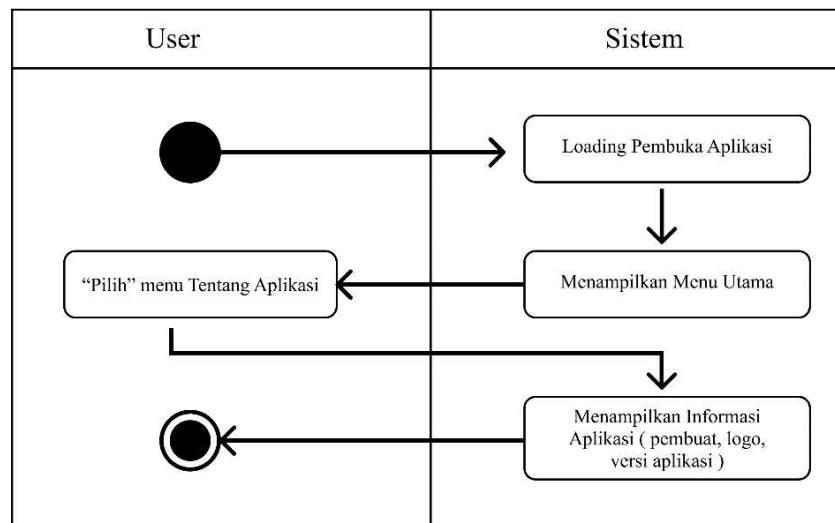 User
Sistem
Loading Pembuka Aplikasi
“Pilih” menu Tentang Aplikasi
Menampilkan Menu Utama
Menampilkan Informasi
Aplikasi ( pembuat, logo,
versi aplikasi )